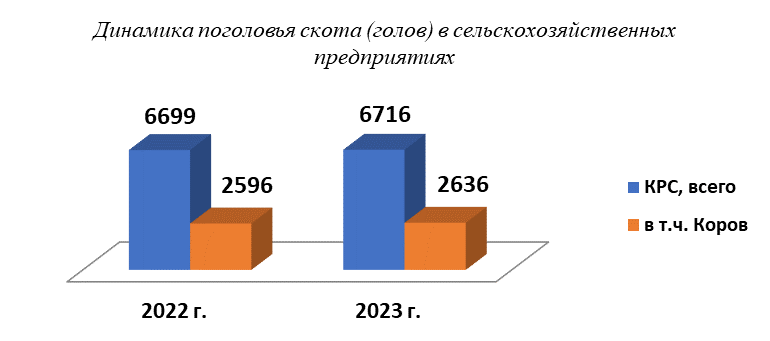 Динамика поголовья скота (голов) в сельскохозяйственных
предприятиях
6699
6716
2596
2636
КРС, всего
в т.ч. Коров
2022 г.
2023 г.